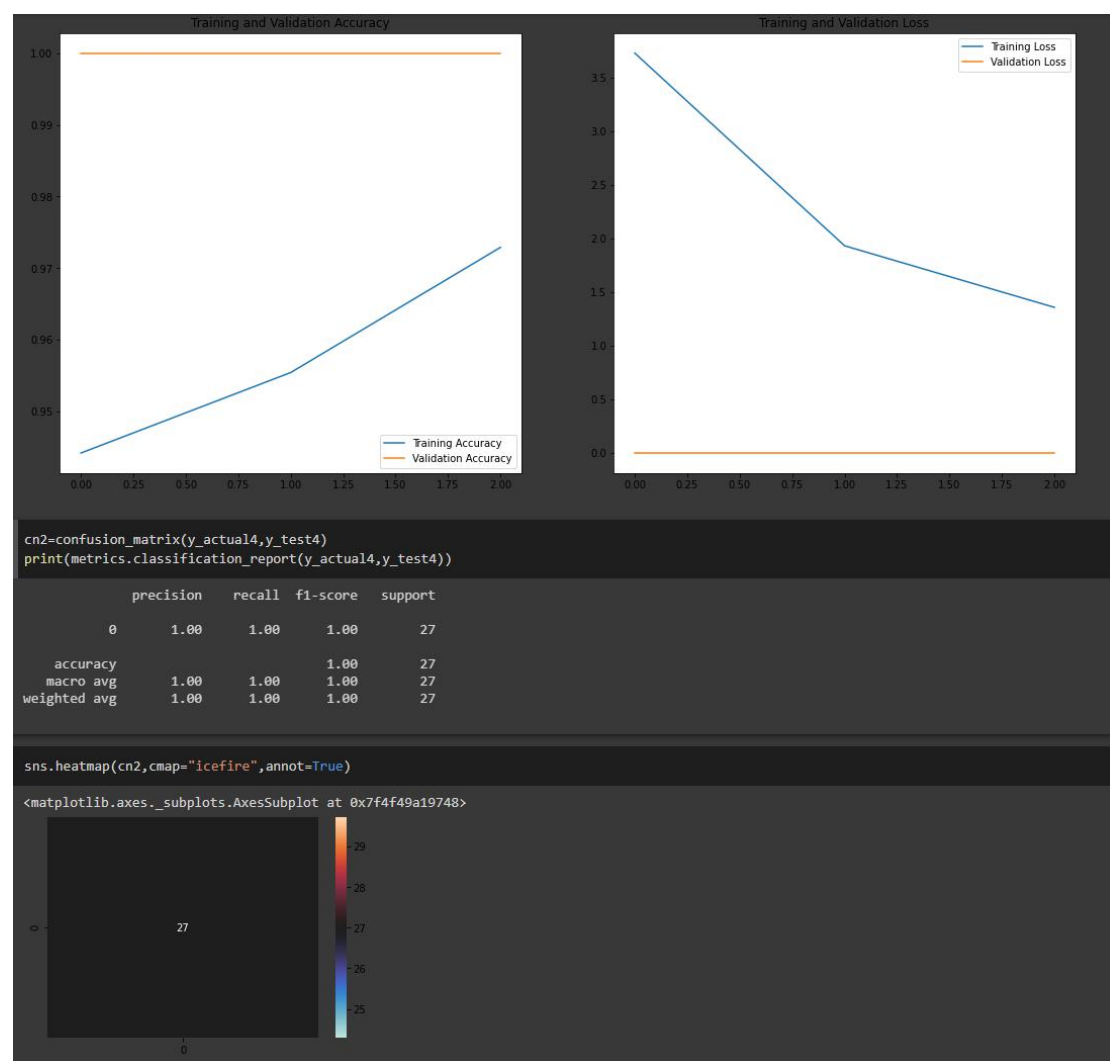 Training and Validation Accuracy
1.00
0.99
0.98
0.97
0.96
0.95
Training Accuracy
Validation Accuracy
0.00 0.25 0.50 0.75 1.00 1.25 1.50 1.75 2.00
Training and Validation Loss
Training Loss
Validation Loss
3.5
3.0
2.5
2.0
1.5
1.0
0.5
0.0
0.00 0.25 0.50 0.75 1.00 1.25 1.50 1.75 2.00
cn2=confusion_matrix(y_actual4,y_test4)
print(metrics.classification_report(y_actual4,y_test4))
precision recall f1-score support
0 1.00 1.00 1.00 27
accuracy 1.00 27
macro avg 1.00 1.00 1.00 27
weighted avg 1.00 1.00 1.00 27
sns.heatmap(cn2,cmap="icefire",annot=True)
<matplotlib.axes._subplots.AxesSubplot at 0x7f4f49a19748>
0
27
0
29
28
27
26
25